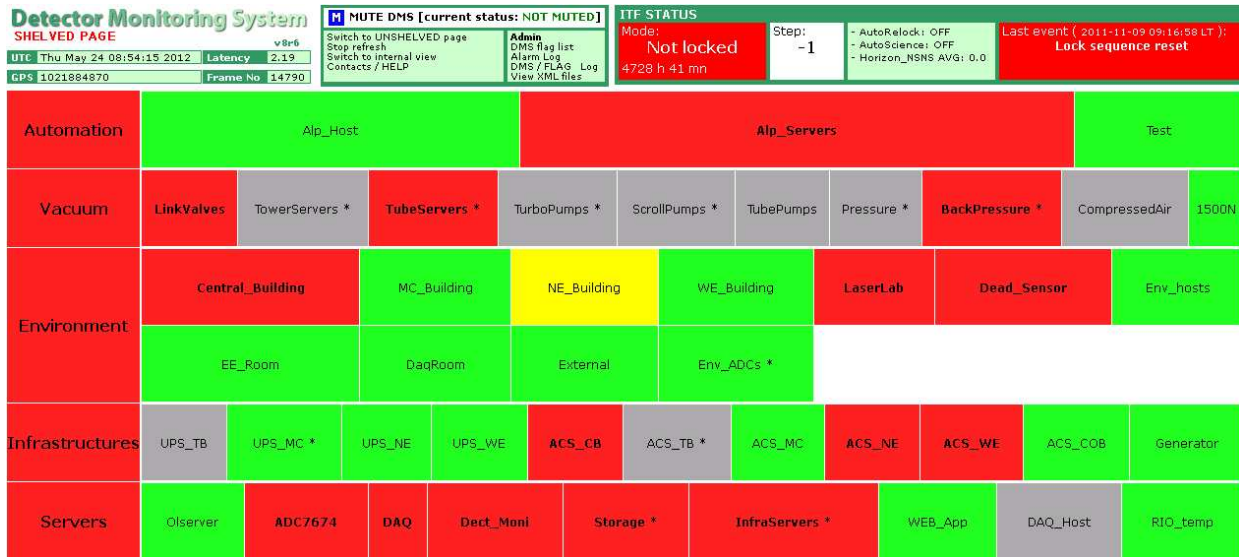 Detector Monitoring System
SHELVED PAGE
v8r6
UTC Thu May 24 08:54:15 2012 Latency 2.19
GPS 1021884870 Frame No 14790
M MUTE DMS [current status: NOT MUTED]
Switch to UNSHELVED page
Stop refresh
Switch to internal view
Contacts / HELP
Admin
DMS flag list
Alarm Log
DMS / FLAG Log
View XML files
ITF STATUS
Mode:
Not locked
4728 h 41 mn
Step:
-1
- AutoRelock: OFF
- AutoScience: OFF
- Horizon_NSNS AVG: 0.0
Last event ( 2011-11-09 09:16:58 LT ):
Lock sequence reset
Automation Alp_Host Alp_Servers Test
Vacuum LinkValves TowerServers * TubeServers * TurboPumps * ScrollPumps * TubePumps Pressure * BackPressure * CompressedAir 1500N
Environment
Central_Building MC_Building NE_Building WE_Building LaserLab Dead_Sensor Env_hosts
EE_Room DaqRoom External Env_ADCs *
Infrastructures UPS_TB UPS_MC * UPS_NE UPS_WE ACS_CB ACS_TB * ACS_MC ACS_NE ACS_WE ACS_COB Generator
Servers Olserver ADC7674 DAQ Dect_Moni Storage * InfraServers * WEB_App DAQ_Host RIO_temp